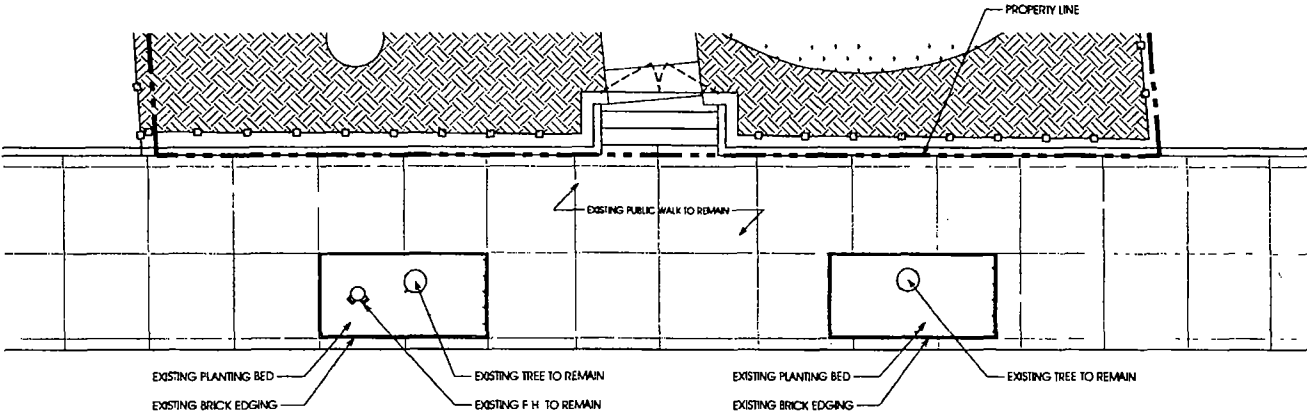 PROPERTY LINE
EXISTING PUBLIC WALK TO REMAIN
EXISTING PLANTING BED
EXISTING TREE TO REMAIN
EXISTING PLANTING BED
EXISTING TREE TO REMAIN
EXISTING BRICK EDGING
EXISTING F H TO REMAIN
EXISTING BRICK EDGING